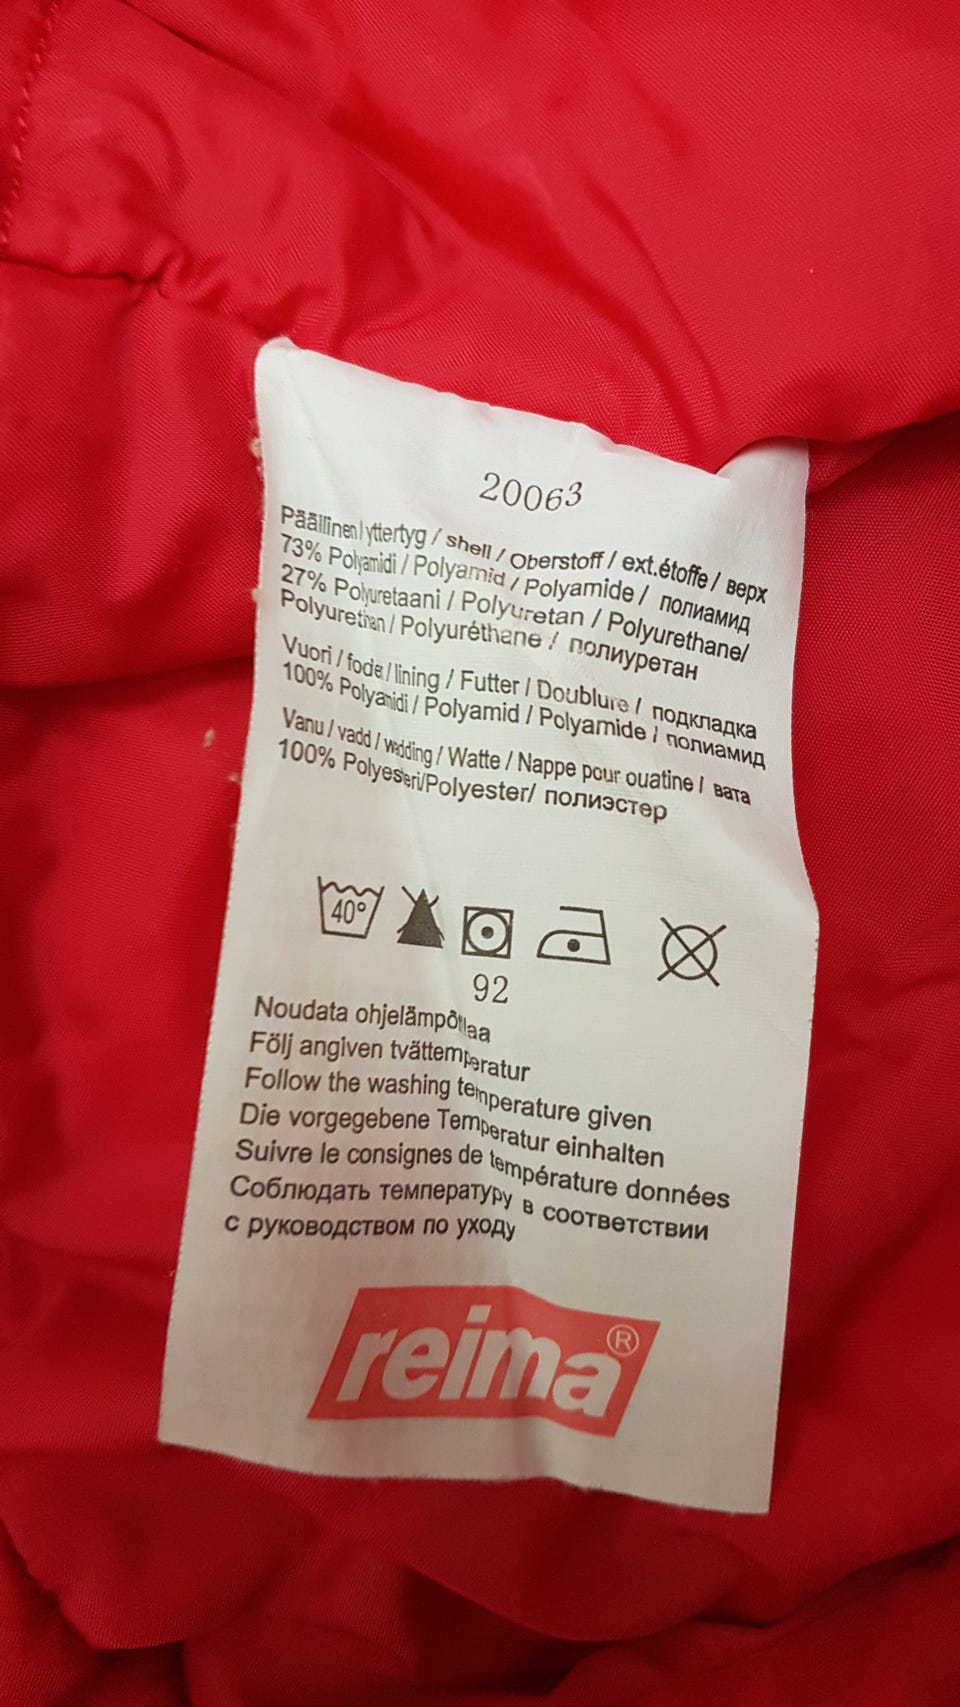 20063
Päällinen / yttertyg / shell / Oberstoff / ext.étoffe / верх
73% Polyamidi / Polyamid / Polyamide / полиамид
27% Polyuretaani / Polyuretan / Polyurethane/
Polyurethan / Polyuréthane / полиуретан
Vuori / foder / lining / Futter / Doublure / подкладка
100% Polyamidi / Polyamid / Polyamide / полиамид
Vanu / vadd / wadding / Watte / Nappe pour ouatine / вата
100% Polyesteri/Polyester/ полиэстер
40°
92
Noudata ohjelämpötilaa
Följ angiven tvättemperatur
Follow the washing temperature given
Die vorgegebene Temperatur einhalten
Suivre le consignes de température données
Соблюдать температуру в соответствии
с руководством по уходу
reima®